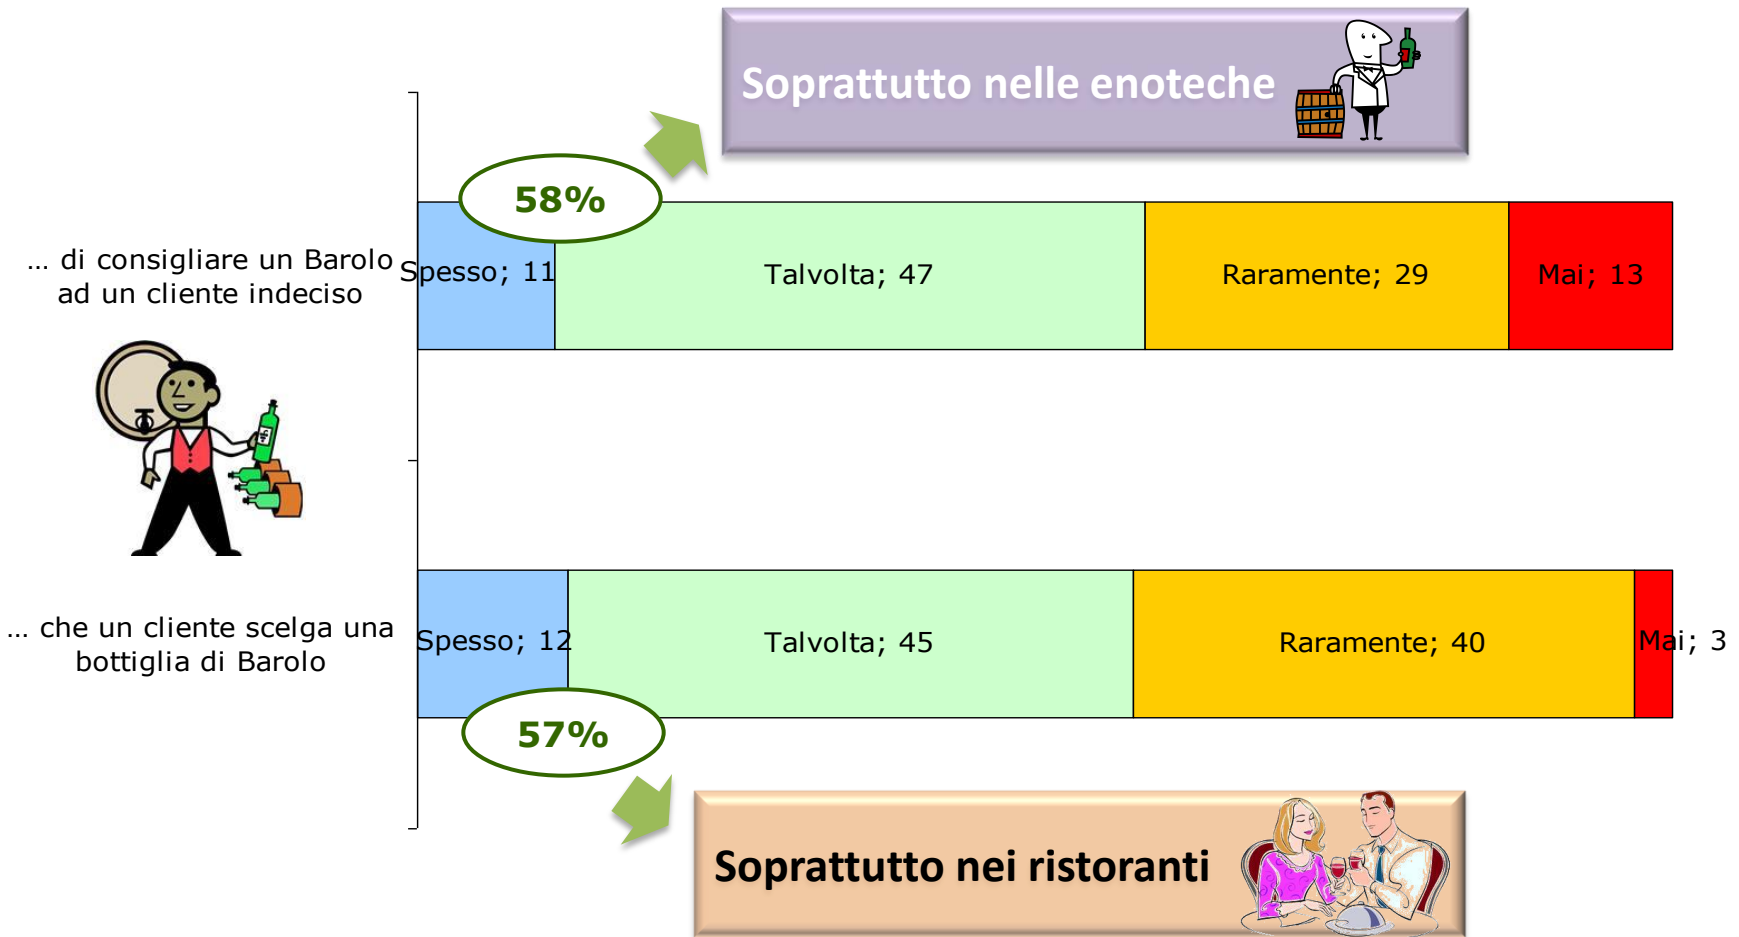 Soprattutto nelle enoteche
58%
... di consigliare un Barolo
ad un cliente indeciso
Spesso; 11
Talvolta; 47
Raramente; 29
Mai; 13
... che un cliente scelga una
bottiglia di Barolo
Spesso; 12
Talvolta; 45
Raramente; 40
Mai; 3
57%
Soprattutto nei ristoranti